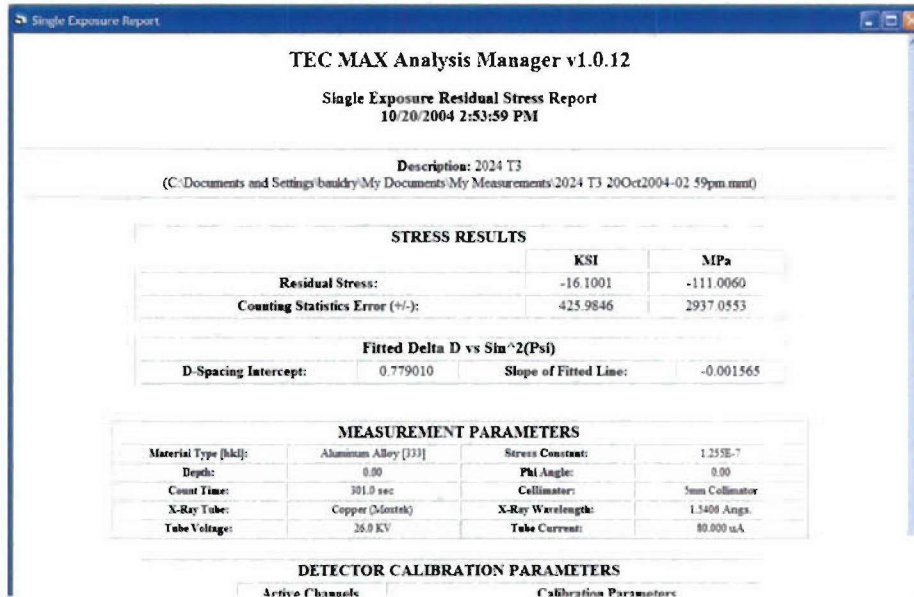 Single Exposure Report
TEC MAX Analysis Manager v1.0.12
Single Exposure Residual Stress Report
10/20/2004 2:53:59 PM
Description: 2024 T3
(C:\Documents and Settings\bauldry\My Documents\My Measurements\2024 T3 20Oct2004-02 59pm.mmt)
STRESS RESULTS
KSI MPa
Residual Stress: -16.1001 -111.0060
Counting Statistics Error (+/-): 425.9846 2937.0553
Fitted Delta D vs Sin^2(Psi)
D-Spacing Intercept: 0.779010 Slope of Fitted Line: -0.001565
MEASUREMENT PARAMETERS
Material Type [hkl]: Aluminum Alloy [333] Stress Constant: 1.255E-7
Depth: 0.00 Phi Angle: 0.00
Count Time: 301.0 sec Collimator: 5mm Collimator
X-Ray Tube: Copper (Mostek) X-Ray Wavelength: 1.5400 Angs.
Tube Voltage: 26.0 KV Tube Current: 80.000 uA
DETECTOR CALIBRATION PARAMETERS
Active Channels Calibration Parameters